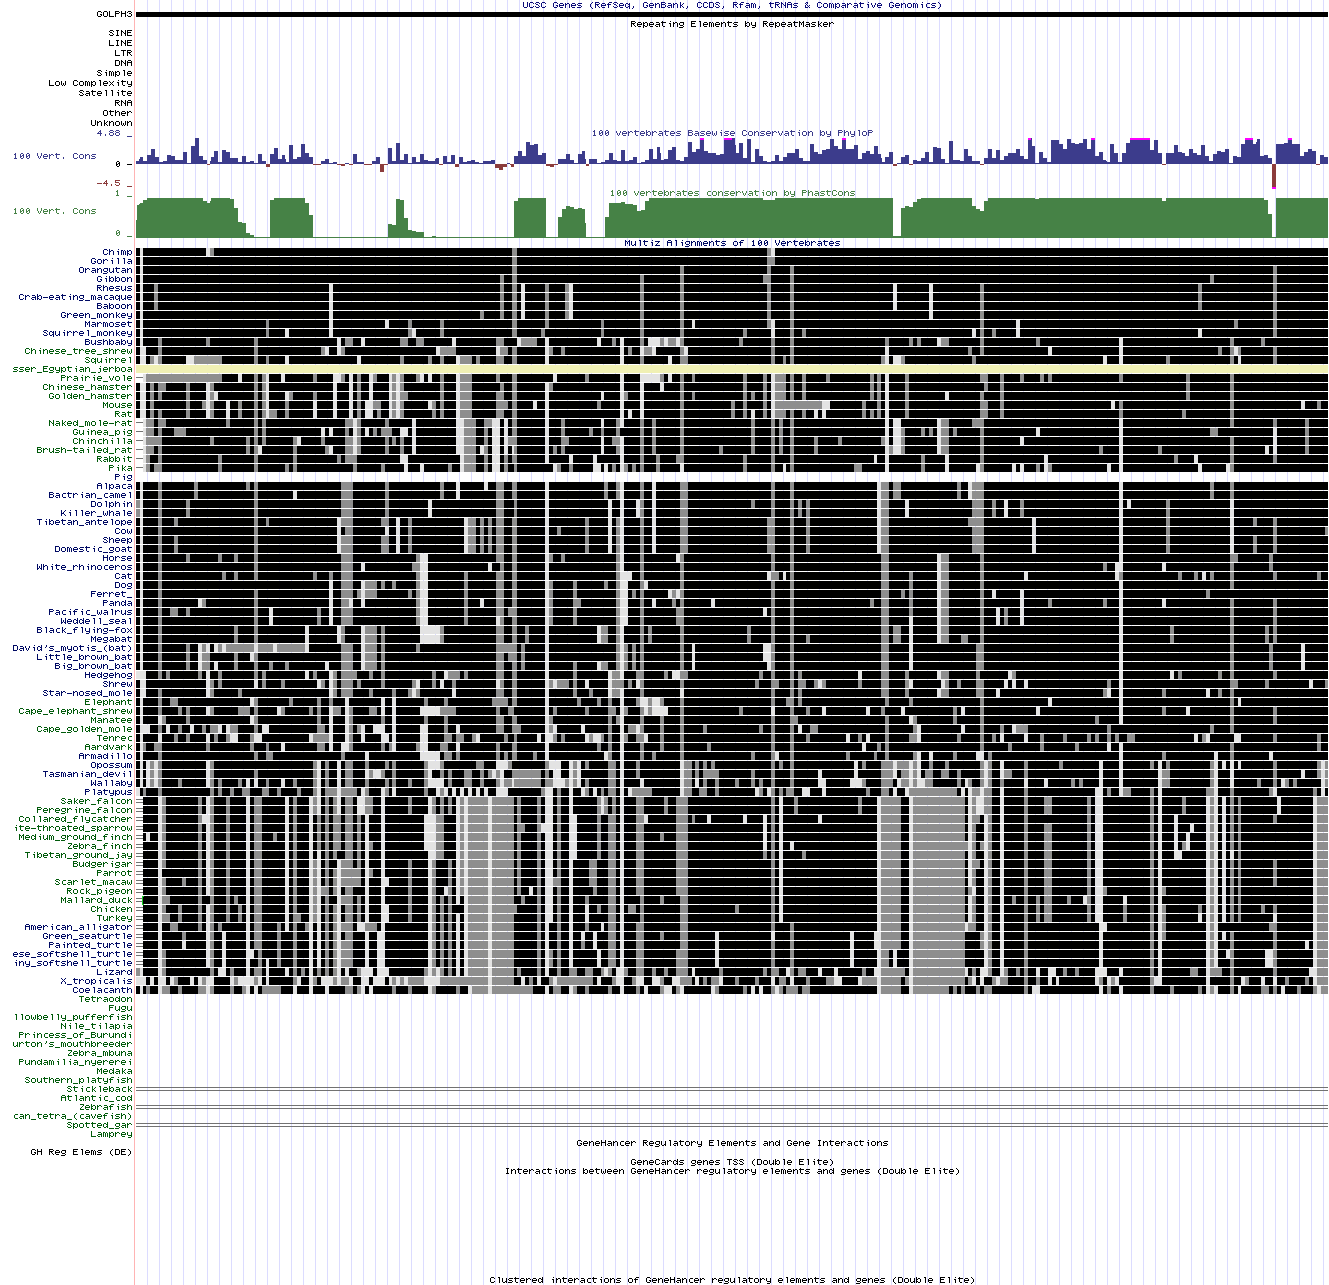 UCSC Genes (RefSeq, GenBank, CCDS, Rfam, tRNAs & Comparative Genomics)
GOLPH3
Repeating Elements by RepeatMasker
SINE
LINE
LTR
DNA
Simple
Low Complexity
Satellite
RNA
Other
Unknown
4.88 _
100 vertebrates Basewise Conservation by PhyloP
100 Vert. Cons
0 _
-4.5 _
1 _
100 vertebrates conservation by PhastCons
100 Vert. Cons
0 _
Multiz Alignments of 100 Vertebrates
Chimp
Gorilla
Orangutan
Gibbon
Rhesus
Crab-eating_macaque
Baboon
Green_monkey
Marmoset
Squirrel_monkey
Bushbaby
Chinese_tree_shrew
Squirrel
sser_Egyptian_jerboa
Prairie_vole
Chinese_hamster
Golden_hamster
Mouse
Rat
Naked_mole-rat
Guinea_pig
Chinchilla
Brush-tailed_rat
Rabbit
Pika
Pig
Alpaca
Bactrian_camel
Dolphin
Killer_whale
Tibetan_antelope
Cow
Sheep
Domestic_goat
Horse
White_rhinoceros
Cat
Dog
Ferret_
Panda
Pacific_walrus
Weddell_seal
Black_flying-fox
Megabat
David's_myotis_(bat)
Little_brown_bat
Big_brown_bat
Hedgehog
Shrew
Star-nosed_mole
Elephant
Cape_elephant_shrew
Manatee
Cape_golden_mole
Tenrec
Aardvark
Armadillo
Opossum
Tasmanian_devil
Wallaby
Platypus
Saker_falcon
Peregrine_falcon
Collared_flycatcher
ite-throated_sparrow
Medium_ground_finch
Zebra_finch
Tibetan_ground_jay
Budgerigar
Parrot
Scarlet_macaw
Rock_pigeon
Mallard_duck
Chicken
Turkey
American_alligator
Green_seaturtle
Painted_turtle
ese_softshell_turtle
iny_softshell_turtle
Lizard
X_tropicalis
Coelacanth
Tetraodon
Fugu
llowbelly_pufferfish
Nile_tilapia
Princess_of_Burundi
urton's_mouthbreeder
Zebra_mbuna
Pundamilia_nyererei
Medaka
Southern_platyfish
Stickleback
Atlantic_cod
Zebrafish
can_tetra_(cavefish)
Spotted_gar
Lamprey
GeneHancer Regulatory Elements and Gene Interactions
GH Reg Elems (DE)
GeneCards genes TSS (Double Elite)
Interactions between GeneHancer regulatory elements and genes (Double Elite)
Clustered interactions of GeneHancer regulatory elements and genes (Double Elite)